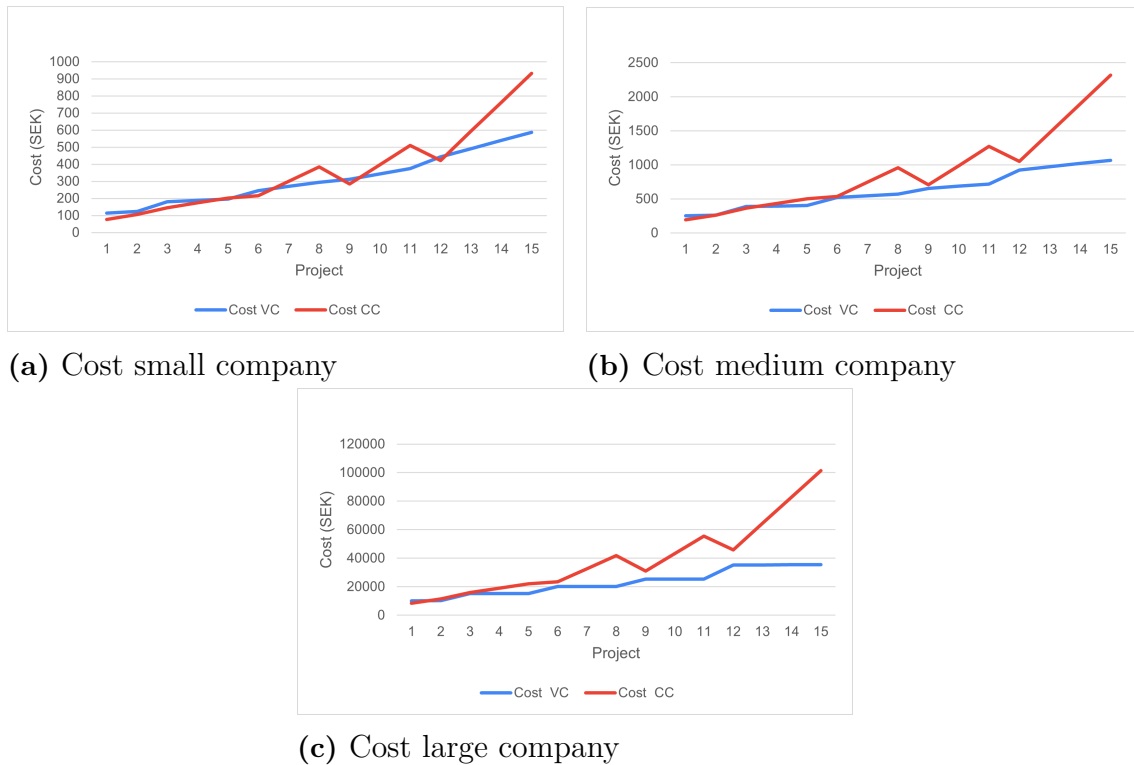 1000
900
800
700
600
500
400
300
200
100
0
Cost (SEK)
1 2 3 4 5 6 7 8 9 10 11 12 13 14 15
Project
Cost VC Cost CC
(a) Cost small company
2500
2000
1500
1000
500
0
Cost (SEK)
1 2 3 4 5 6 7 8 9 10 11 12 13 14 15
Project
Cost VC Cost CC
(b) Cost medium company
120000
100000
80000
60000
40000
20000
0
Cost (SEK)
1 2 3 4 5 6 7 8 9 10 11 12 13 14 15
Project
Cost VC Cost CC
(c) Cost large company